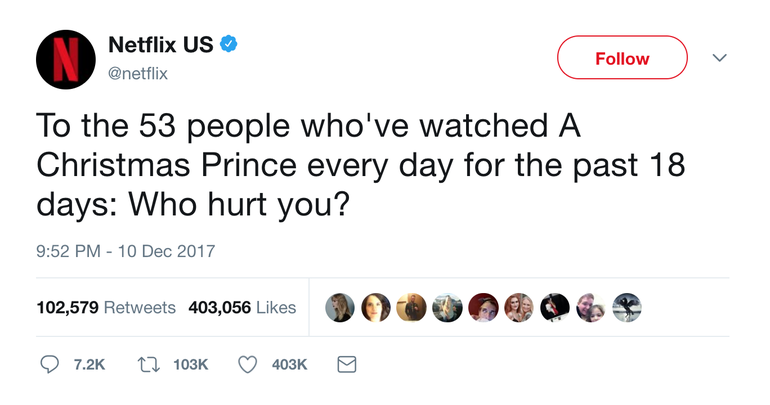 Netflix US
@netflix
Follow
To the 53 people who've watched A
Christmas Prince every day for the past 18
days: Who hurt you?
9:52 PM - 10 Dec 2017
102,579 Retweets 403,056 Likes
7.2K 103K 403K